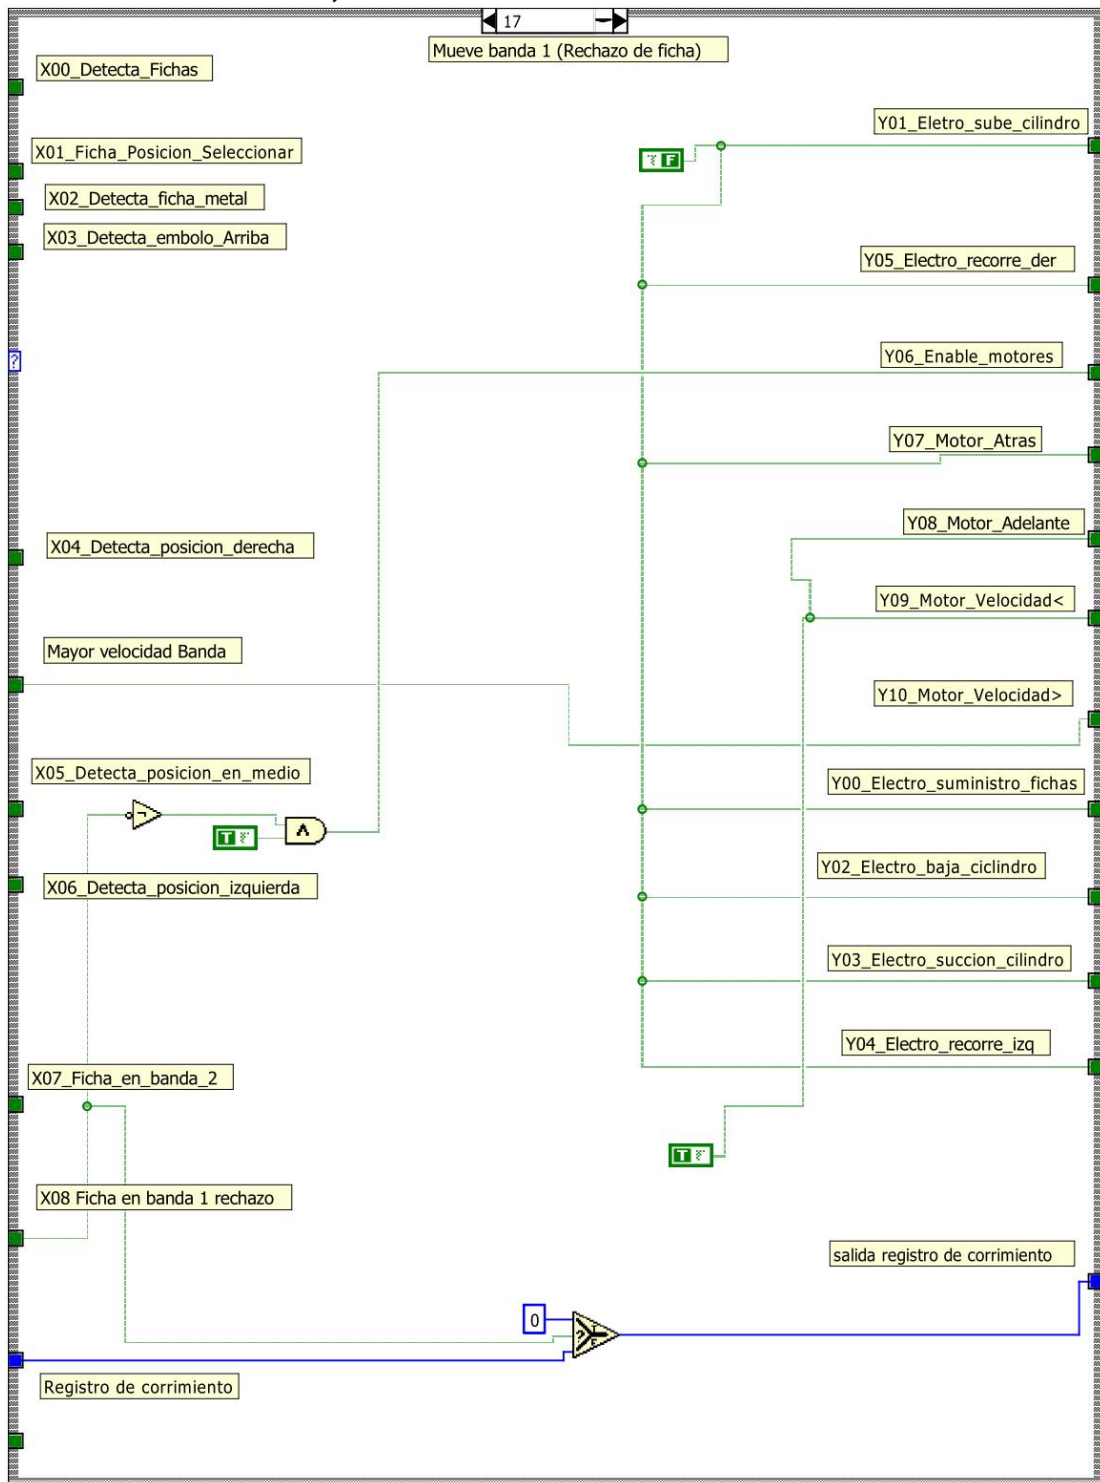 17
Mueve banda 1 (Rechazo de ficha)
X00_Detecta_Fichas
Y01_Eletro_sube_cilindro
X01_Ficha_Posicion_Seleccionar
F
X02_Detecta_ficha_metal
X03_Detecta_embolo_Arriba
Y05_Electro_recorre_der
?
Y06_Enable_motores
Y07_Motor_Atras
Y08_Motor_Adelante
X04_Detecta_posicion_derecha
Y09_Motor_Velocidad<
Mayor velocidad Banda
Y10_Motor_Velocidad>
X05_Detecta_posicion_en_medio
Y00_Electro_suministro_fichas
T
X06_Detecta_posicion_izquierda
Y02_Electro_baja_ciclindro
Y03_Electro_succion_cilindro
Y04_Electro_recorre_izq
X07_Ficha_en_banda_2
T
X08 Ficha en banda 1 rechazo
salida registro de corrimiento
0
?
Registro de corrimiento